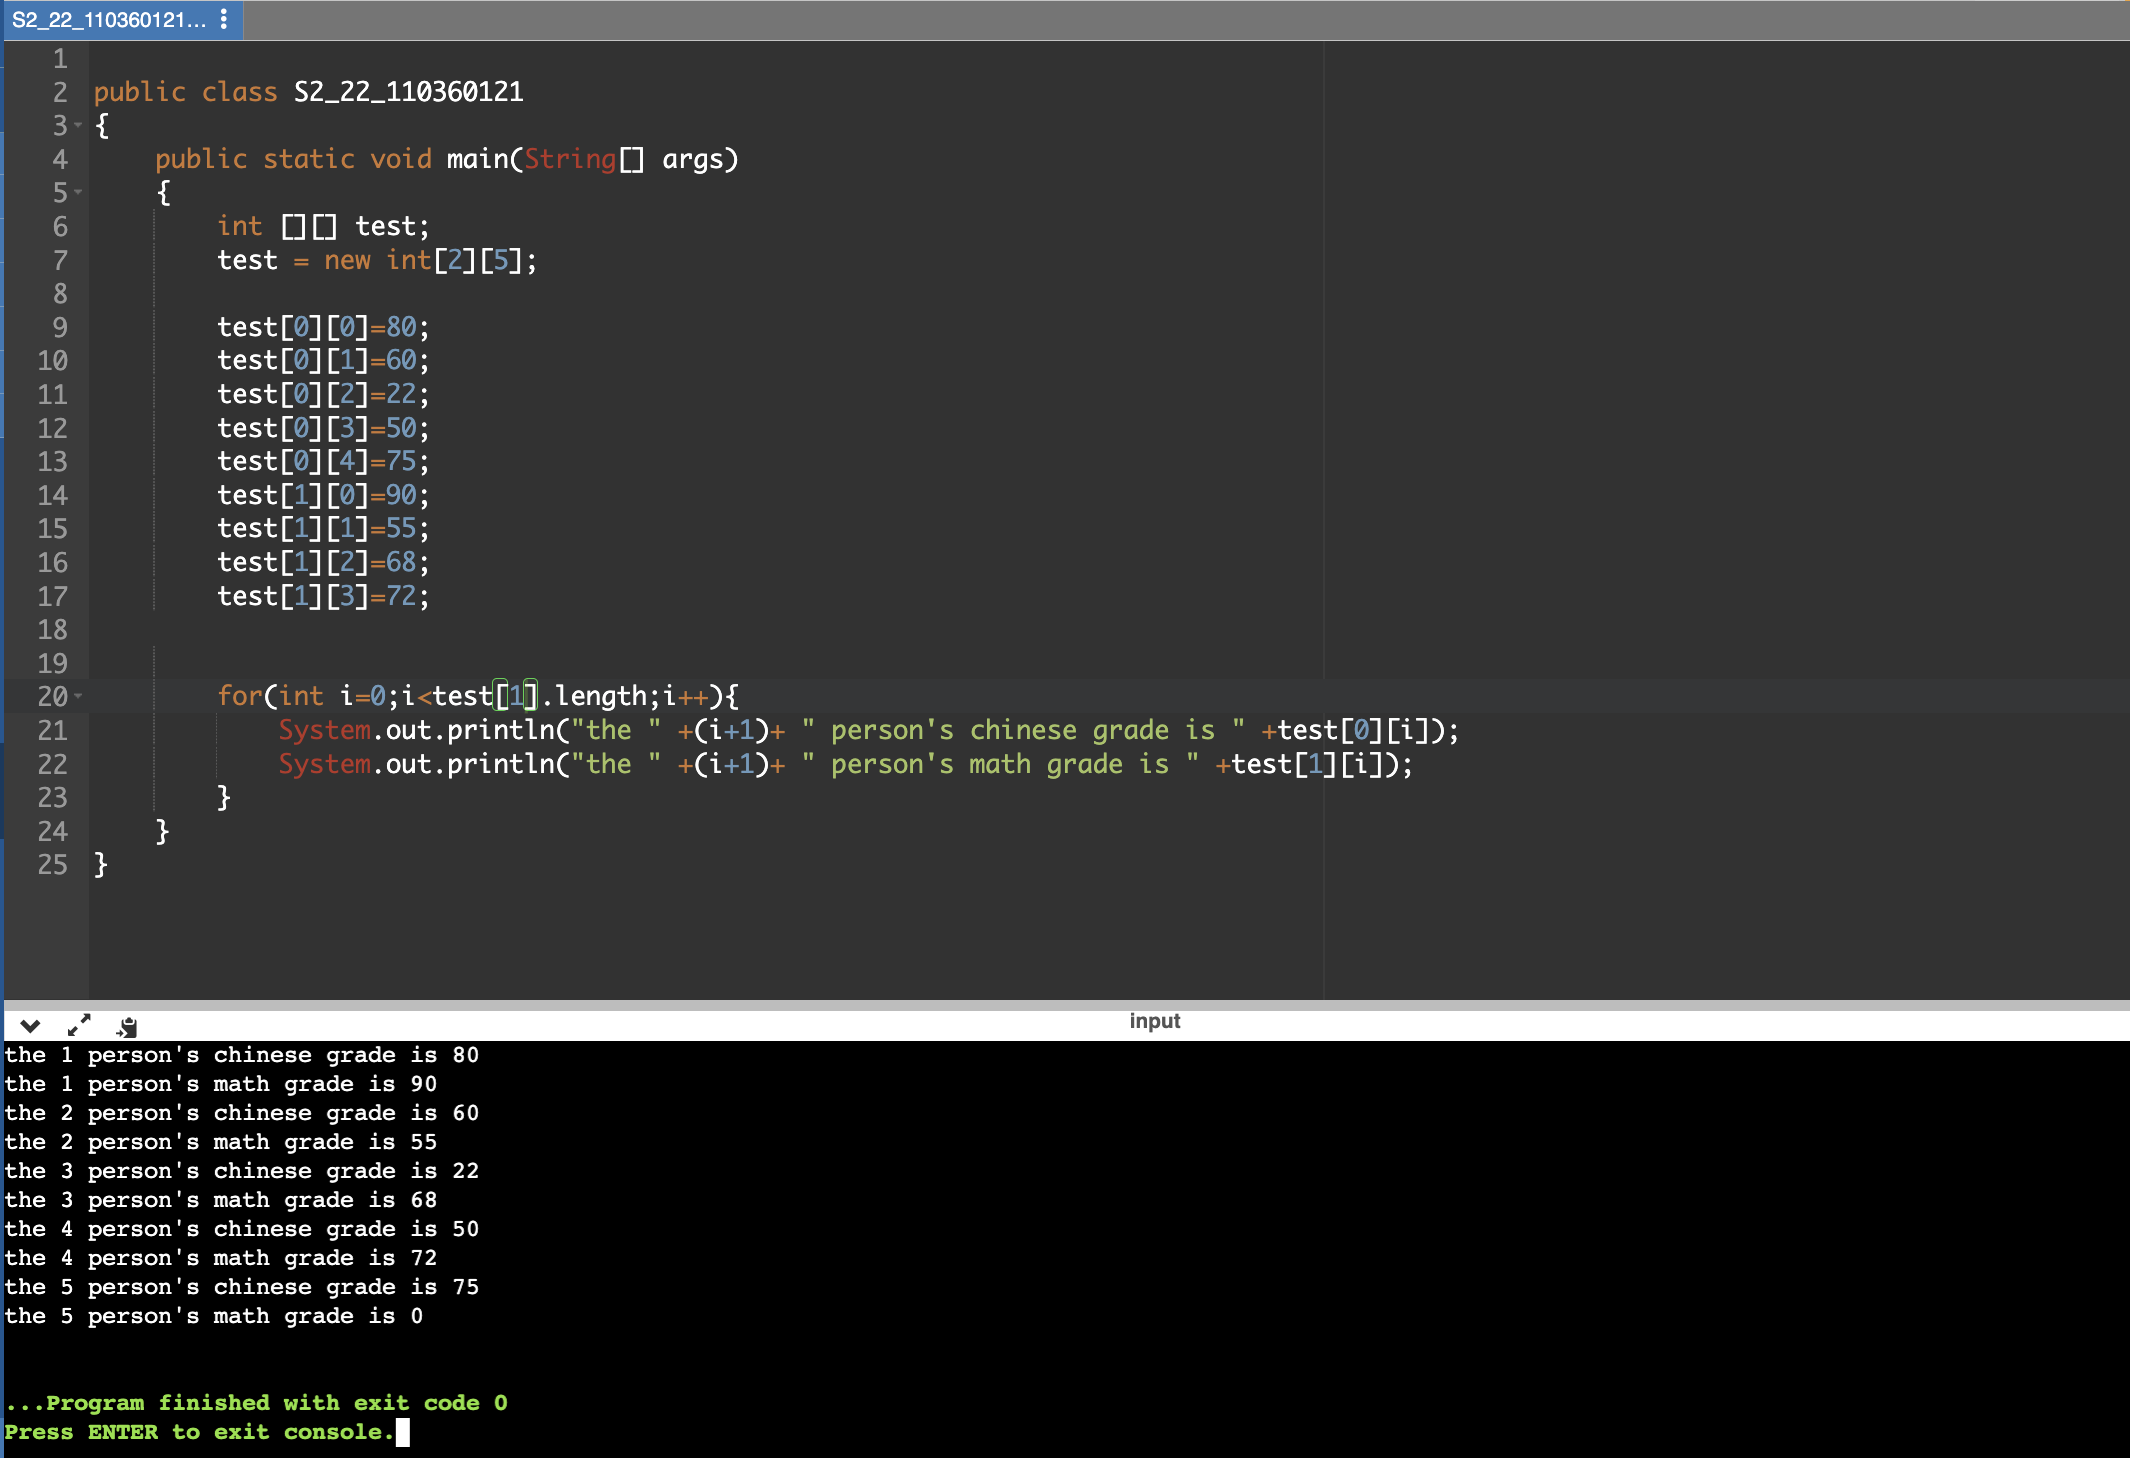 S2_22_110360121...
1
2 public class S2_22_110360121
3 {
4 public static void main(String[] args)
5 {
6 int [][] test;
7 test = new int[2][5];
8
9 test[0][0]=80;
10 test[0][1]=60;
11 test[0][2]=22;
12 test[0][3]=50;
13 test[0][4]=75;
14 test[1][0]=90;
15 test[1][1]=55;
16 test[1][2]=68;
17 test[1][3]=72;
18
19
20 for(int i=0;i<test[1].length;i++){
21 System.out.println("the " +(i+1)+ " person's chinese grade is " +test[0][i]);
22 System.out.println("the " +(i+1)+ " person's math grade is " +test[1][i]);
23 }
24 }
25 }
input
the 1 person's chinese grade is 80
the 1 person's math grade is 90
the 2 person's chinese grade is 60
the 2 person's math grade is 55
the 3 person's chinese grade is 22
the 3 person's math grade is 68
the 4 person's chinese grade is 50
the 4 person's math grade is 72
the 5 person's chinese grade is 75
the 5 person's math grade is 0
...Program finished with exit code 0
Press ENTER to exit console.